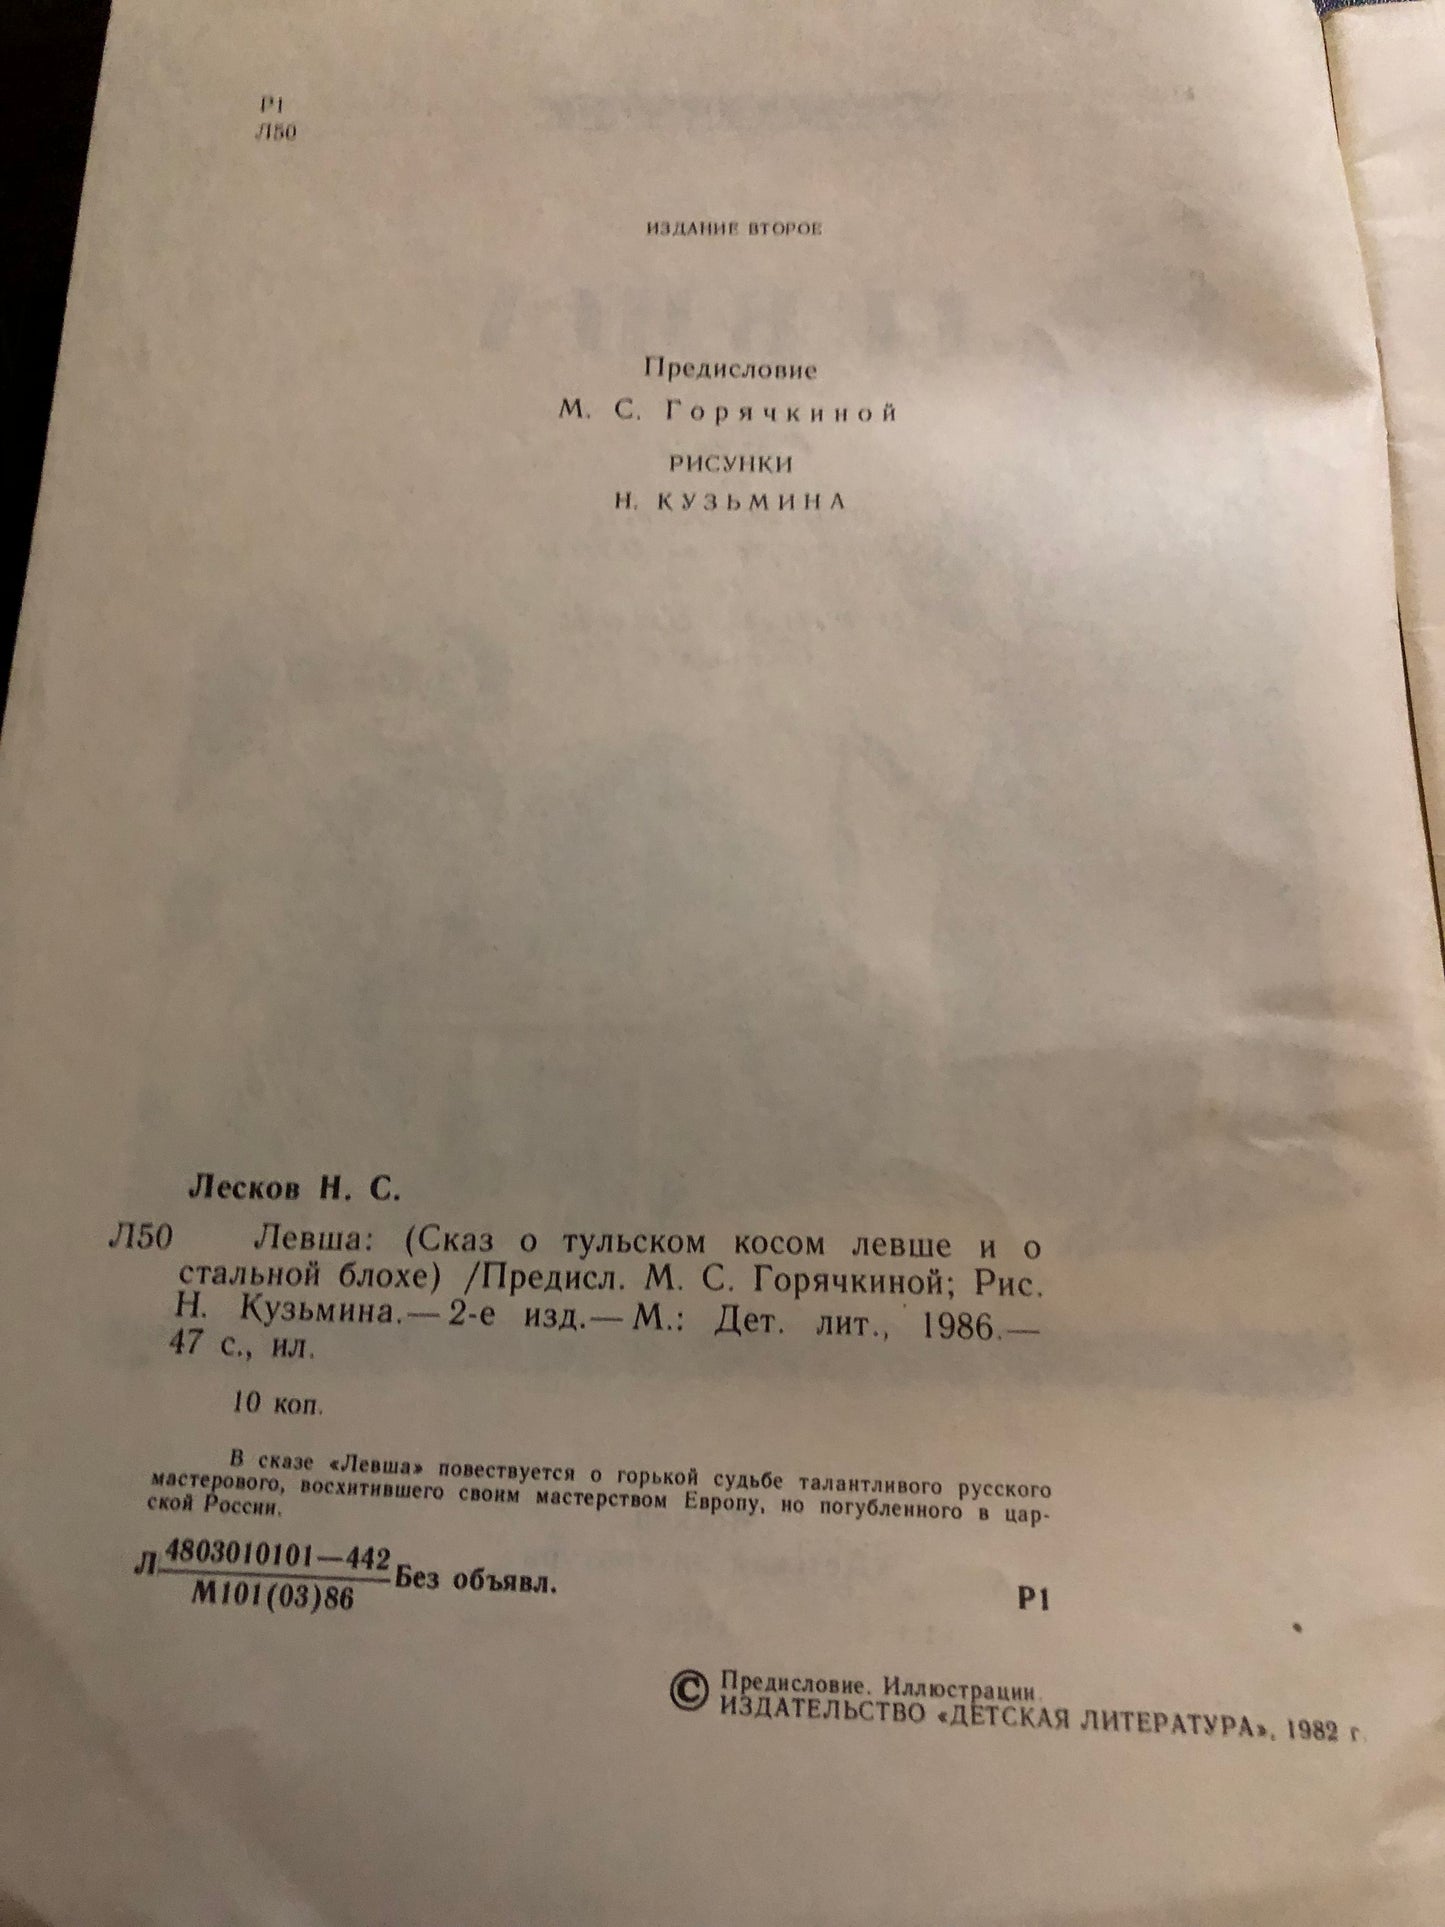 Р1
Л50
ИЗДАНИЕ ВТОРОЕ
Предисловие
М. С. Горячкиной
РИСУНКИ
Н. КУЗЬМИНА
Лесков Н. С.
Л50 Левша: (Сказ о тульском косом левше и о
стальной блохе) /Предисл. М. С. Горячкиной; Рис.
Н. Кузьмина.— 2-е изд.— М.: Дет. лит., 1986.—
47 с., ил.
10 коп.
В сказе «Левша» повествуется о горькой судьбе талантливого русского
мастерового, восхитившего своим мастерством Европу, но погубленного в цар-
ской России.
Л 4803010101—442 Без объявл.
М101(03)86
Р1
© Предисловие. Иллюстрации.
ИЗДАТЕЛЬСТВО «ДЕТСКАЯ ЛИТЕРАТУРА», 1982 г.